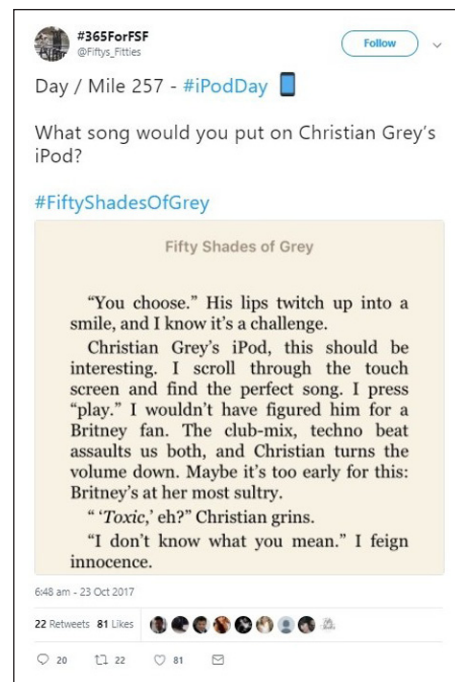 #365ForFSF
@Fiftys_Fitties
Follow
Day / Mile 257 - #iPodDay
What song would you put on Christian Grey’s
iPod?
#FiftyShadesOfGrey
Fifty Shades of Grey
“You choose.” His lips twitch up into a
smile, and I know it’s a challenge.
Christian Grey’s iPod, this should be
interesting. I scroll through the touch
screen and find the perfect song. I press
“play.” I wouldn’t have figured him for a
Britney fan. The club-mix, techno beat
assaults us both, and Christian turns the
volume down. Maybe it’s too early for this:
Britney’s at her most sultry.
“ ‘Toxic,’ eh?” Christian grins.
“I don’t know what you mean.” I feign
innocence.
6:48 am - 23 Oct 2017
22 Retweets 81 Likes
20 22 81